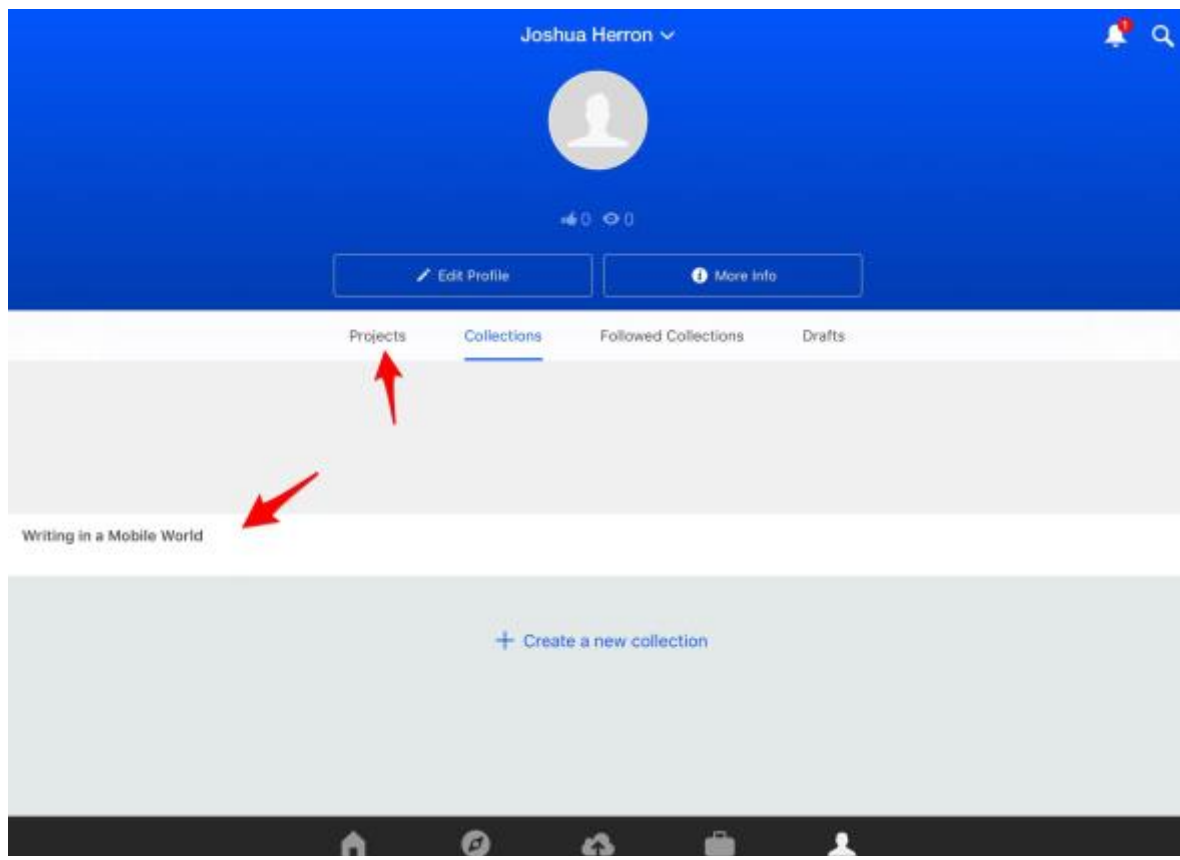 Joshua Herron
1
0 0
Edit Profile More Info
Projects Collections Followed Collections Drafts
Writing in a Mobile World
+ Create a new collection